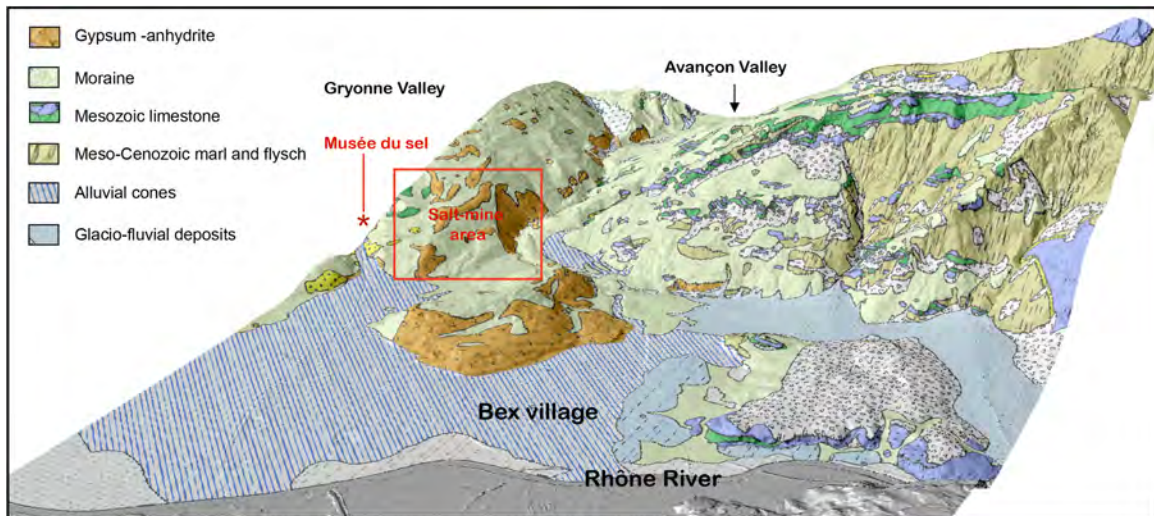 Gypsum -anhydrite
Moraine
Mesozoic limestone
Meso-Cenozoic marl and flysch
Alluvial cones
Glacio-fluvial deposits
Gryonne Valley
Avançon Valley
Musée du sel
*
Salt-mine
area
Bex village
Rhône River